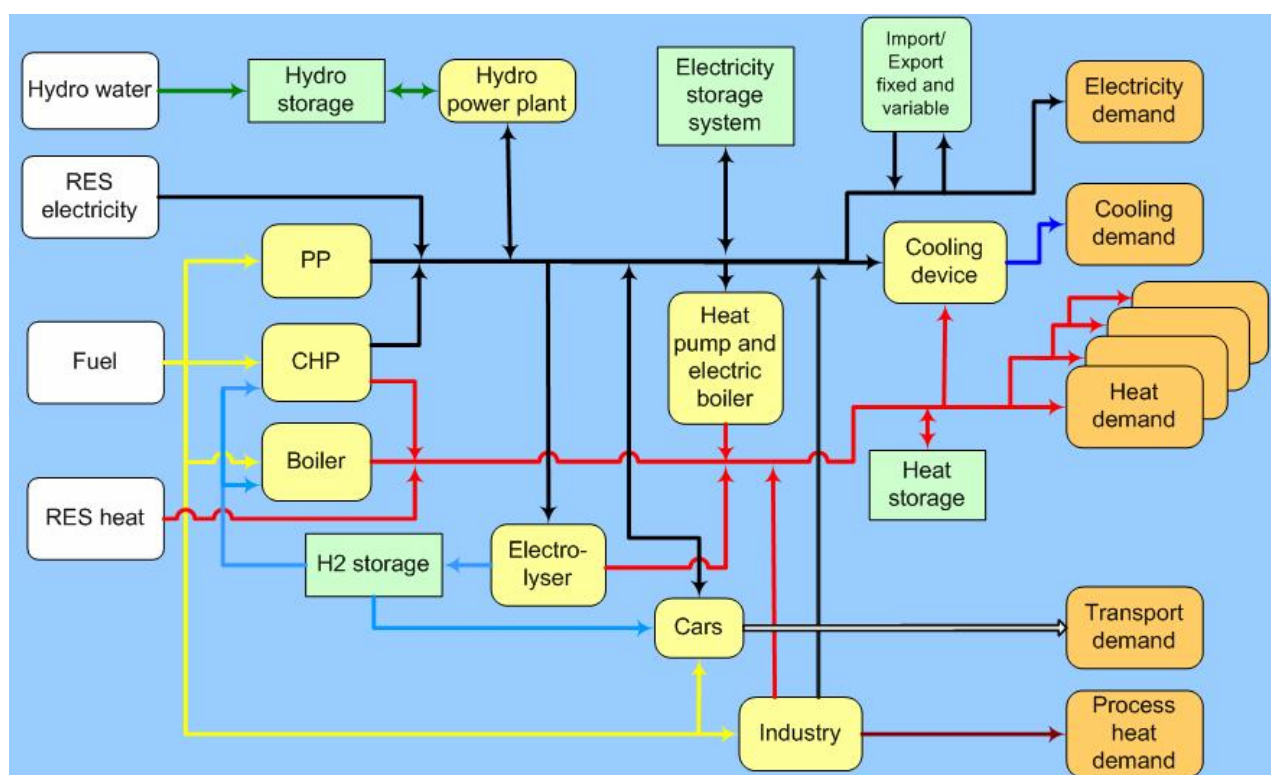 Hydro water
Hydro
storage
Hydro
power plant
Electricity
storage
system
Import/
Export
fixed and
variable
Electricity
demand
RES
electricity
PP
Cooling
device
Cooling
demand
Fuel
CHP
Heat
pump and
electric
boiler
Heat
demand
Boiler
Heat
storage
RES heat
H2 storage
Electro-
lyser
Cars
Transport
demand
Industry
Process
heat
demand